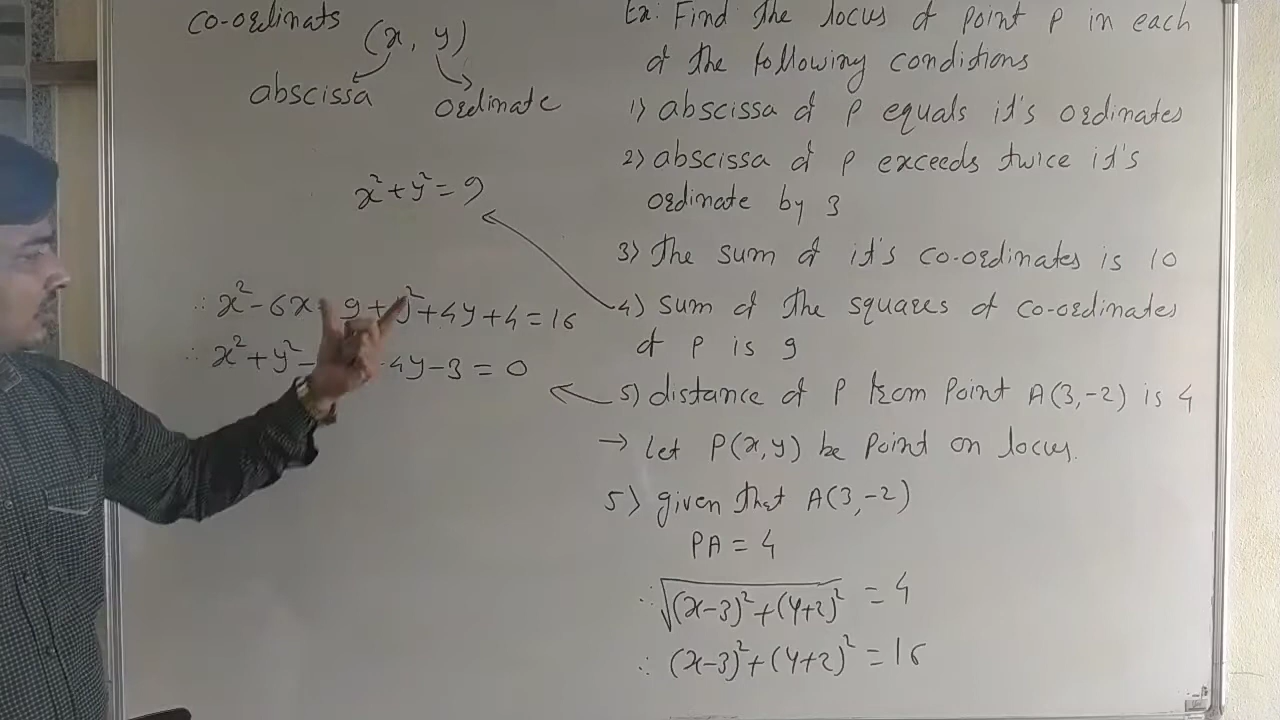 co-ordinats
(x, y)
abscissa ordinate
x² + y² = 9
∴ x² - 6x 9 + y² + 4y + 4 = 16
∴ x² + y² - 4y - 3 = 0
Ex: Find the locus of point P in each
of the following conditions
1) abscissa of P equals it's ordinates
2) abscissa of P exceeds twice it's
ordinate by 3
3) The sum of it's co-ordinates is 10
4) sum of the squares of co-ordinates
of P is 9
5) distance of P from Point A(3,-2) is 4
→ Let P(x,y) be Point on locus.
5) given that A(3,-2)
PA = 4
∴ √(x-3)² + (y+2)² = 4
∴ (x-3)² + (y+2)² = 16